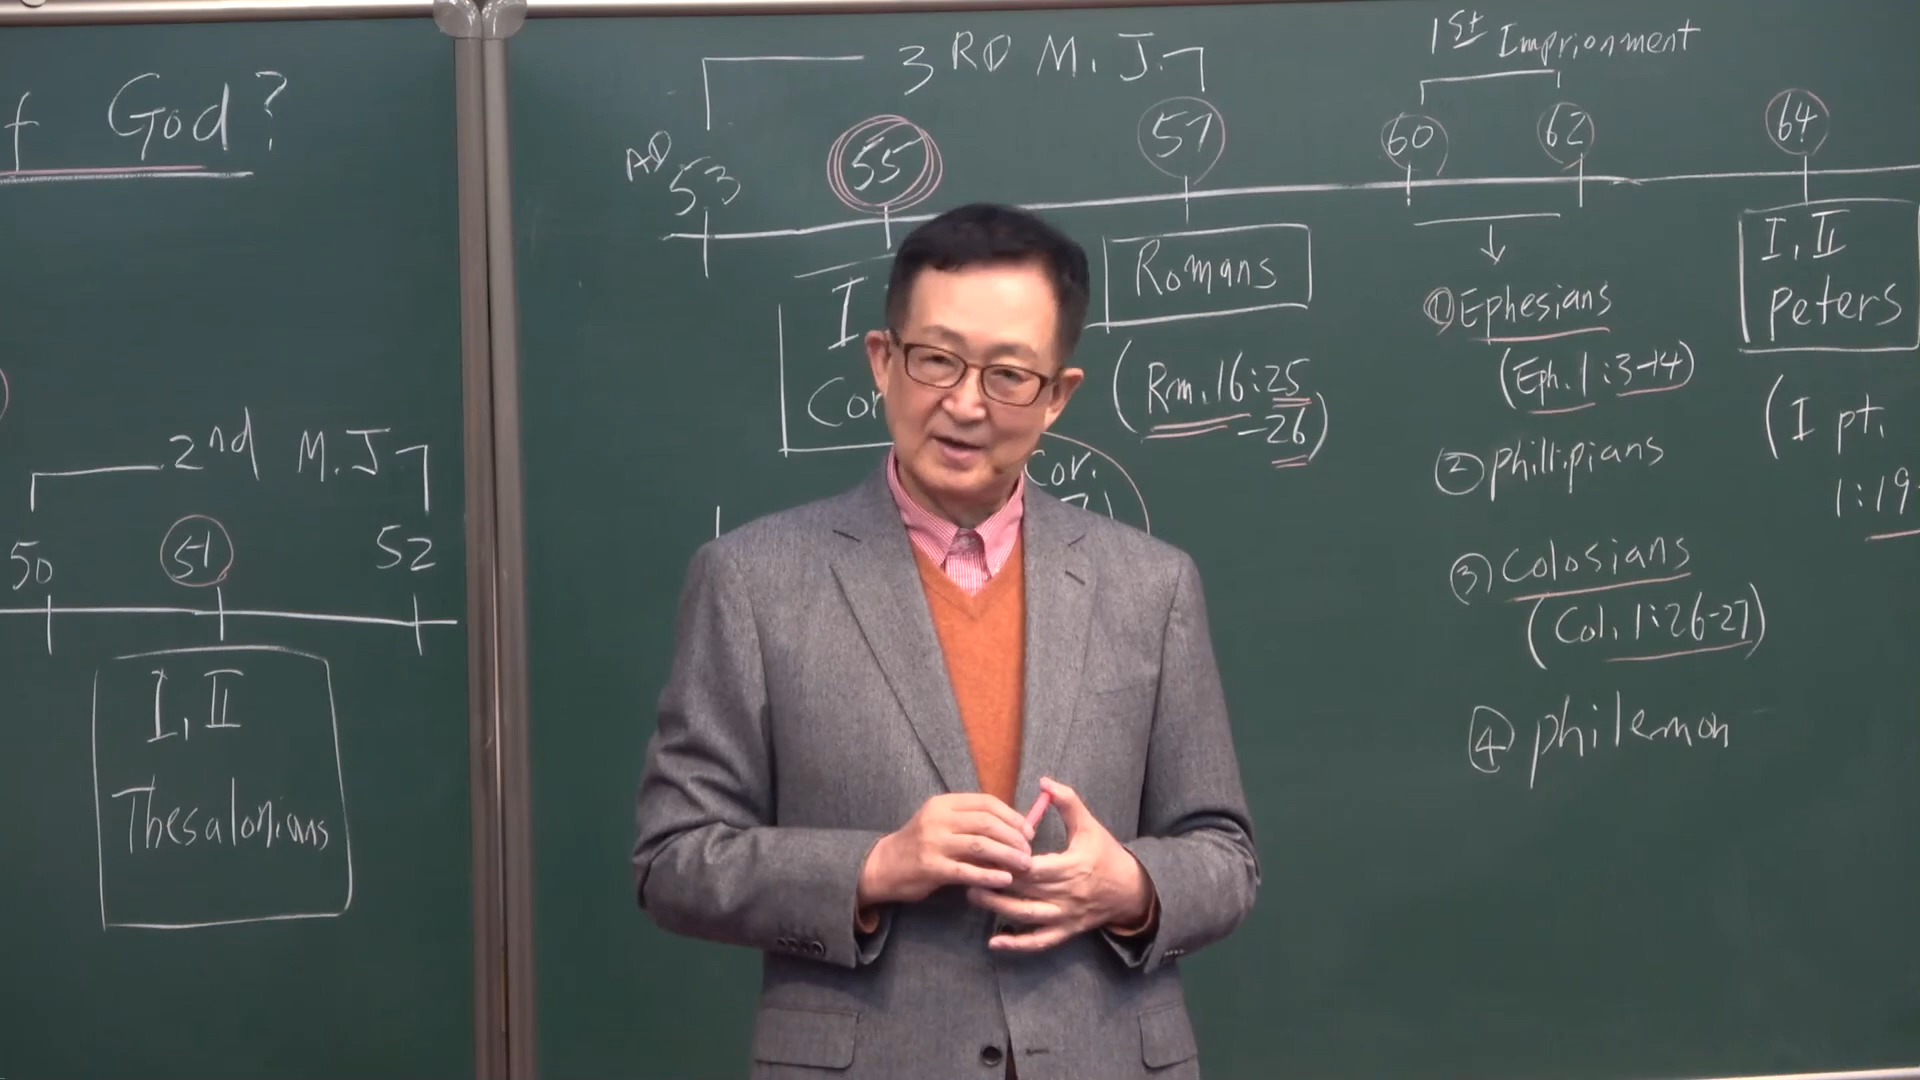 f God?
2nd M.J.
50 51 52
I, II
Thesalonians
3RD M.J.
1st Imprionment
AD 53 55 57 60 62 64
I
Cor
Romans
(Rm. 16:25
-26)
Cor.
① Ephesians
(Eph. 1:3-14)
② phillipians
③ Colosians
(Col. 1:26-27)
④ philemon
I, II
peters
(I pt.
1:19-